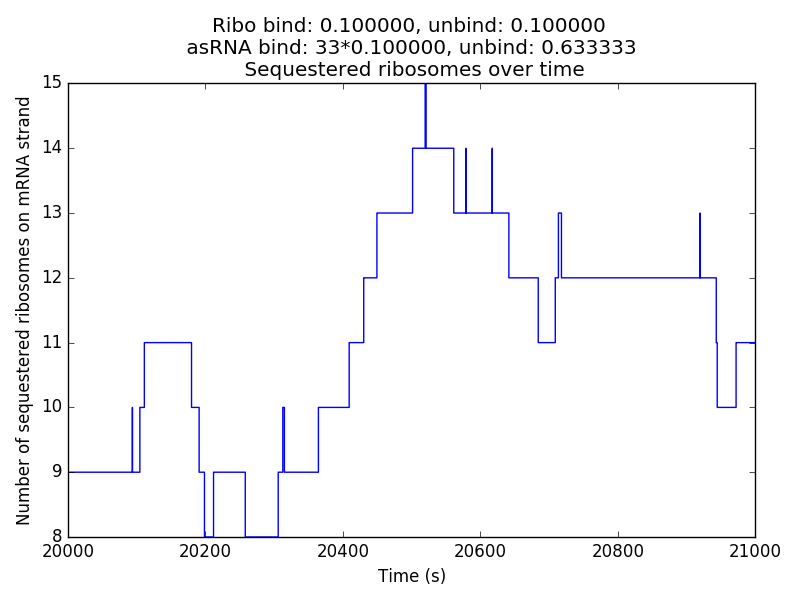 Ribo bind: 0.100000, unbind: 0.100000
asRNA bind: 33*0.100000, unbind: 0.633333
Sequestered ribosomes over time
Number of sequestered ribosomes on mRNA strand
15
14
13
12
11
10
9
8
20000
20200
20400
20600
20800
21000
Time (s)